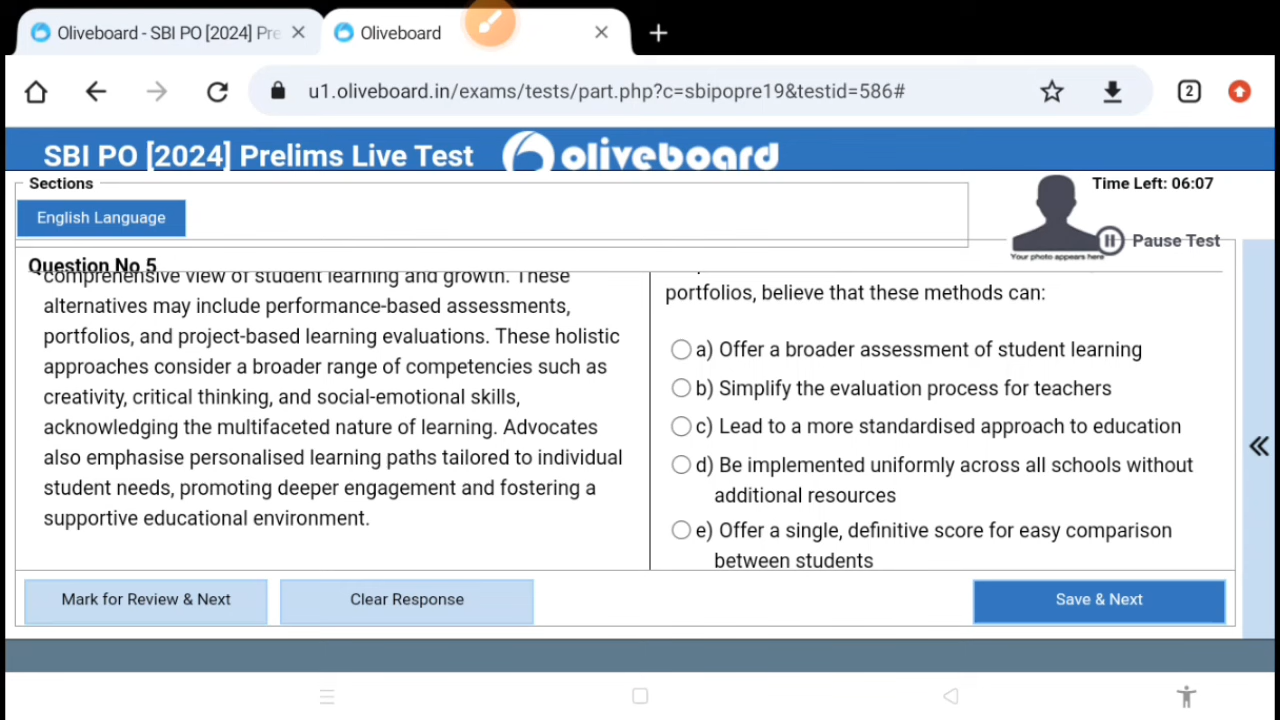 Oliveboard - SBI PO [2024] Pre
Oliveboard
u1.oliveboard.in/exams/tests/part.php?c=sbipopre19&testid=586#
2
SBI PO [2024] Prelims Live Test
oliveboard
Sections
English Language
Time Left: 06:07
Pause Test
Your photo appears here
Question No 5
comprehensive view of student learning and growth. These
alternatives may include performance-based assessments,
portfolios, and project-based learning evaluations. These holistic
approaches consider a broader range of competencies such as
creativity, critical thinking, and social-emotional skills,
acknowledging the multifaceted nature of learning. Advocates
also emphasise personalised learning paths tailored to individual
student needs, promoting deeper engagement and fostering a
supportive educational environment.
portfolios, believe that these methods can:
a) Offer a broader assessment of student learning
b) Simplify the evaluation process for teachers
c) Lead to a more standardised approach to education
d) Be implemented uniformly across all schools without
additional resources
e) Offer a single, definitive score for easy comparison
between students
Mark for Review & Next
Clear Response
Save & Next